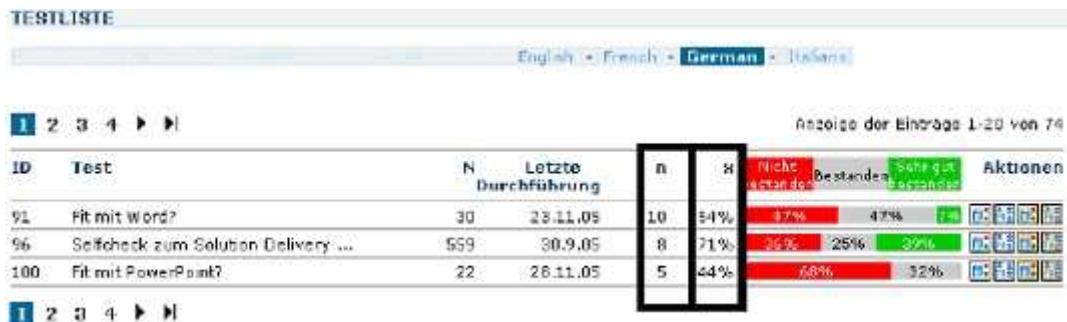 TESTLISTE
English • French • German • Italiano
1 2 3 4
Anzeige der Einträge 1-20 von 74
ID Test N Letzte Durchführung n x Nicht bestanden Bestanden Sehr gut bestanden Aktionen
91 Fit mit Word? 30 23.11.05 10 54% 47% 47% 7%
96 Selfcheck zum Solution Delivery ... 559 30.9.05 8 71% 36% 25% 39%
100 Fit mit PowerPoint? 22 28.11.05 5 44% 68% 32%
1 2 3 4